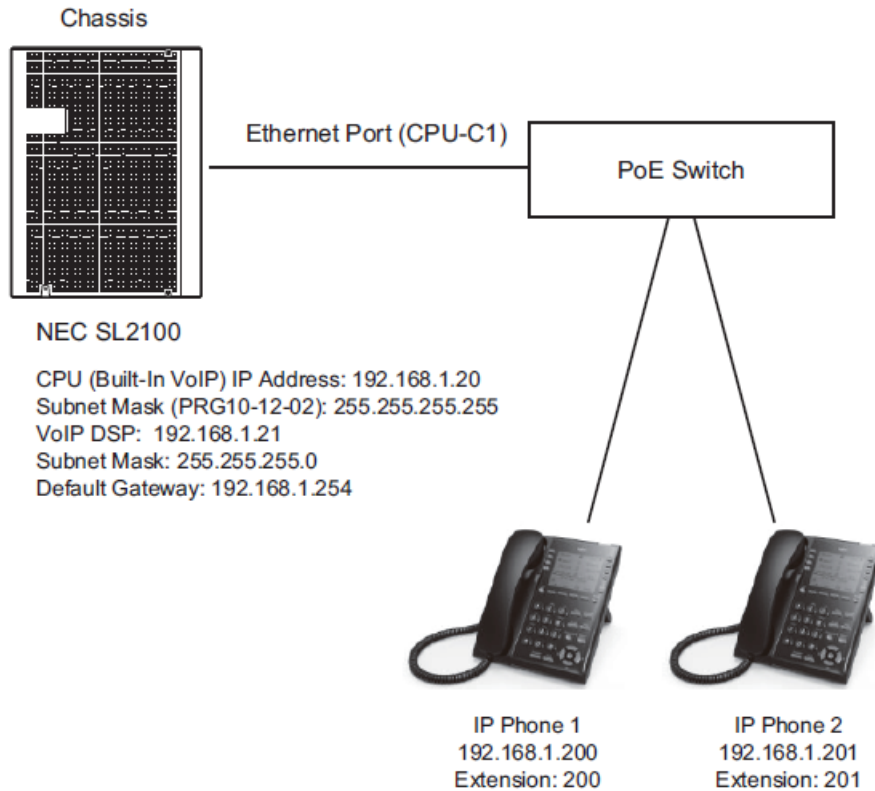 Chassis
Ethernet Port (CPU-C1)
PoE Switch
NEC SL2100
CPU (Built-In VoIP) IP Address: 192.168.1.20
Subnet Mask (PRG10-12-02): 255.255.255.255
VoIP DSP: 192.168.1.21
Subnet Mask: 255.255.255.0
Default Gateway: 192.168.1.254
IP Phone 1
192.168.1.200
Extension: 200
IP Phone 2
192.168.1.201
Extension: 201